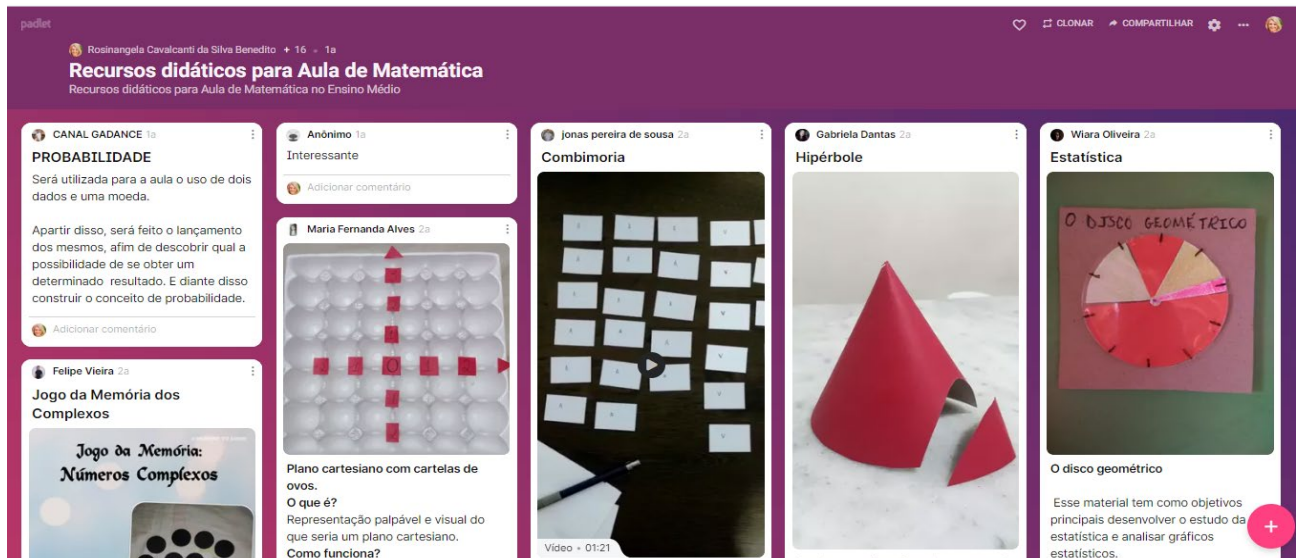 padlet
CLONAR
COMPARTILHAR
Rosinangela Cavalcanti da Silva Benedito + 16 • 1a
Recursos didáticos para Aula de Matemática
Recursos didáticos para Aula de Matemática no Ensino Médio
CANAL GADANCE 1a
PROBABILIDADE
Será utilizada para a aula o uso de dois
dados e uma moeda.
Apartir disso, será feito o lançamento
dos mesmos, afim de descobrir qual a
possibilidade de se obter um
determinado resultado. E diante disso
construir o conceito de probabilidade.
Adicionar comentário
Felipe Vieira 2a
Jogo da Memória dos
Complexos
Jogo da Memória:
Números Complexos
Anônimo 1a
Interessante
Adicionar comentário
Maria Fernanda Alves 2a
0 1 2
Plano cartesiano com cartelas de
ovos.
O que é?
Representação palpável e visual do
que seria um plano cartesiano.
Como funciona?
jonas pereira de sousa 2a
Combimoria
Vídeo • 01:21
Gabriela Dantas 2a
Hipérbole
Wiara Oliveira 2a
Estatística
O DISCO GEOMÉTRICO
O disco geométrico
Esse material tem como objetivos
principais desenvolver o estudo da
estatística e analisar gráficos
estatísticos.